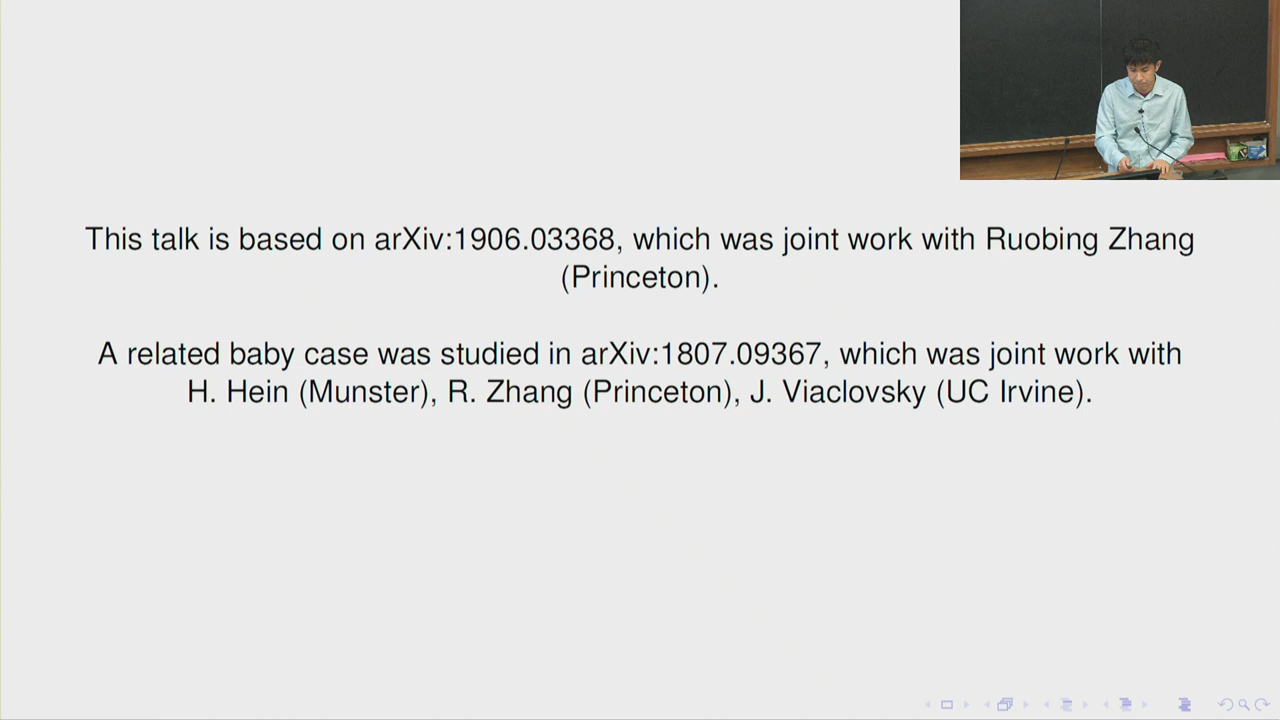 This talk is based on arXiv:1906.03368, which was joint work with Ruobing Zhang
(Princeton).
A related baby case was studied in arXiv:1807.09367, which was joint work with
H. Hein (Munster), R. Zhang (Princeton), J. Viaclovsky (UC Irvine).